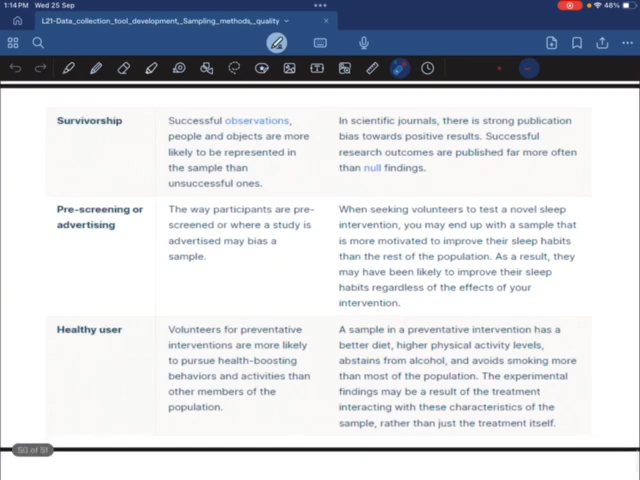 1:14 PM Wed 25 Sep
48%
L21-Data_collection_tool_development,_Sampling_methods,_quality
Survivorship
Successful observations,
people and objects are more
likely to be represented in
the sample than
unsuccessful ones.
In scientific journals, there is strong publication
bias towards positive results. Successful
research outcomes are published far more often
than null findings.
Pre-screening or
advertising
The way participants are pre-
screened or where a study is
advertised may bias a
sample.
When seeking volunteers to test a novel sleep
intervention, you may end up with a sample that
is more motivated to improve their sleep habits
than the rest of the population. As a result, they
may have been likely to improve their sleep
habits regardless of the effects of your
intervention.
Healthy user
Volunteers for preventative
interventions are more likely
to pursue health-boosting
behaviors and activities than
other members of the
population.
A sample in a preventative intervention has a
better diet, higher physical activity levels,
abstains from alcohol, and avoids smoking more
than most of the population. The experimental
findings may be a result of the treatment
interacting with these characteristics of the
sample, rather than just the treatment itself.
50 of 51